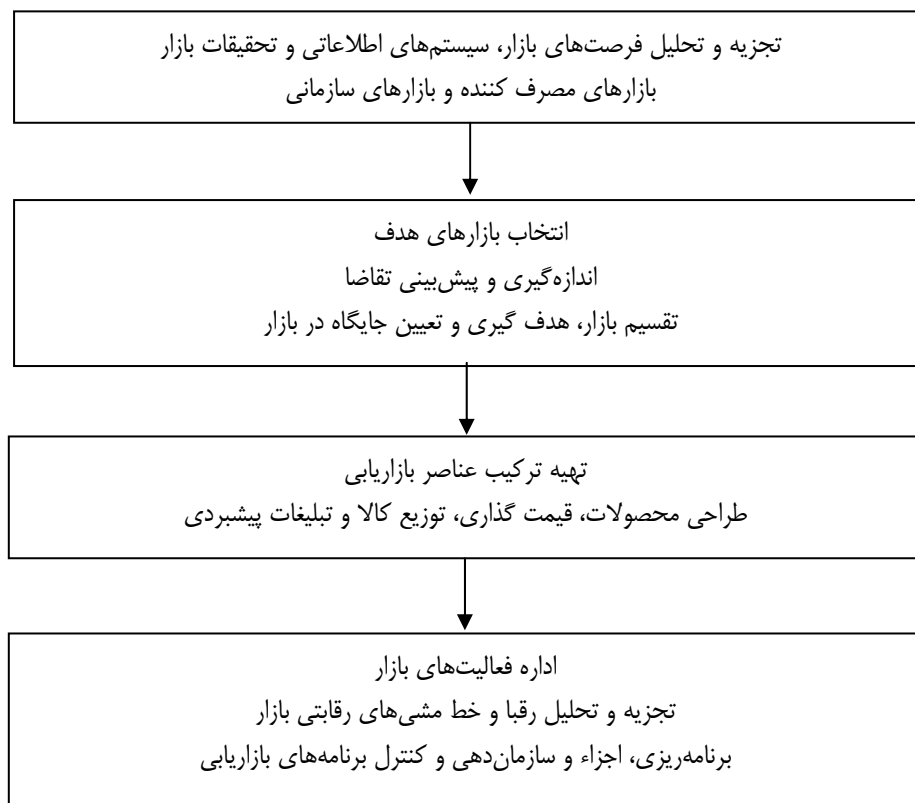 تجزیه و تحلیل فرصت‌های بازار، سیستم‌های اطلاعاتی و تحقیقات بازار
بازارهای مصرف کننده و بازارهای سازمانی
انتخاب بازارهای هدف
اندازه‌گیری و پیش‌بینی تقاضا
تقسیم بازار، هدف گیری و تعیین جایگاه در بازار
تهیه ترکیب عناصر بازاریابی
طراحی محصولات، قیمت گذاری، توزیع کالا و تبلیغات پیشبردی
اداره فعالیت‌های بازار
تجزیه و تحلیل رقبا و خط مشی‌های رقابتی بازار
برنامه‌ریزی، اجزاء و سازمان‌دهی و کنترل برنامه‌های بازاریابی